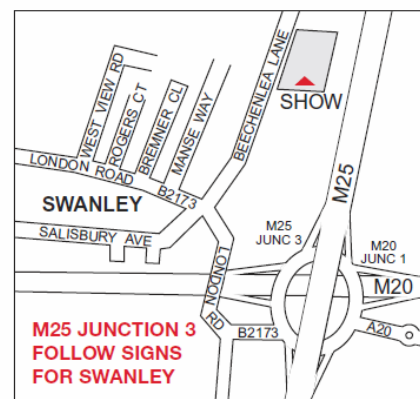 WEST VIEW RD
ROGERS CT
BREMNER CL
MANSE WAY
BEECHENLEA LANE
SHOW
LONDON ROAD
B2173
M25
SWANLEY
SALISBURY AVE
M25
JUNC 3
M20
JUNC 1
LONDON RD
M20
B2173
A20
M25 JUNCTION 3
FOLLOW SIGNS
FOR SWANLEY